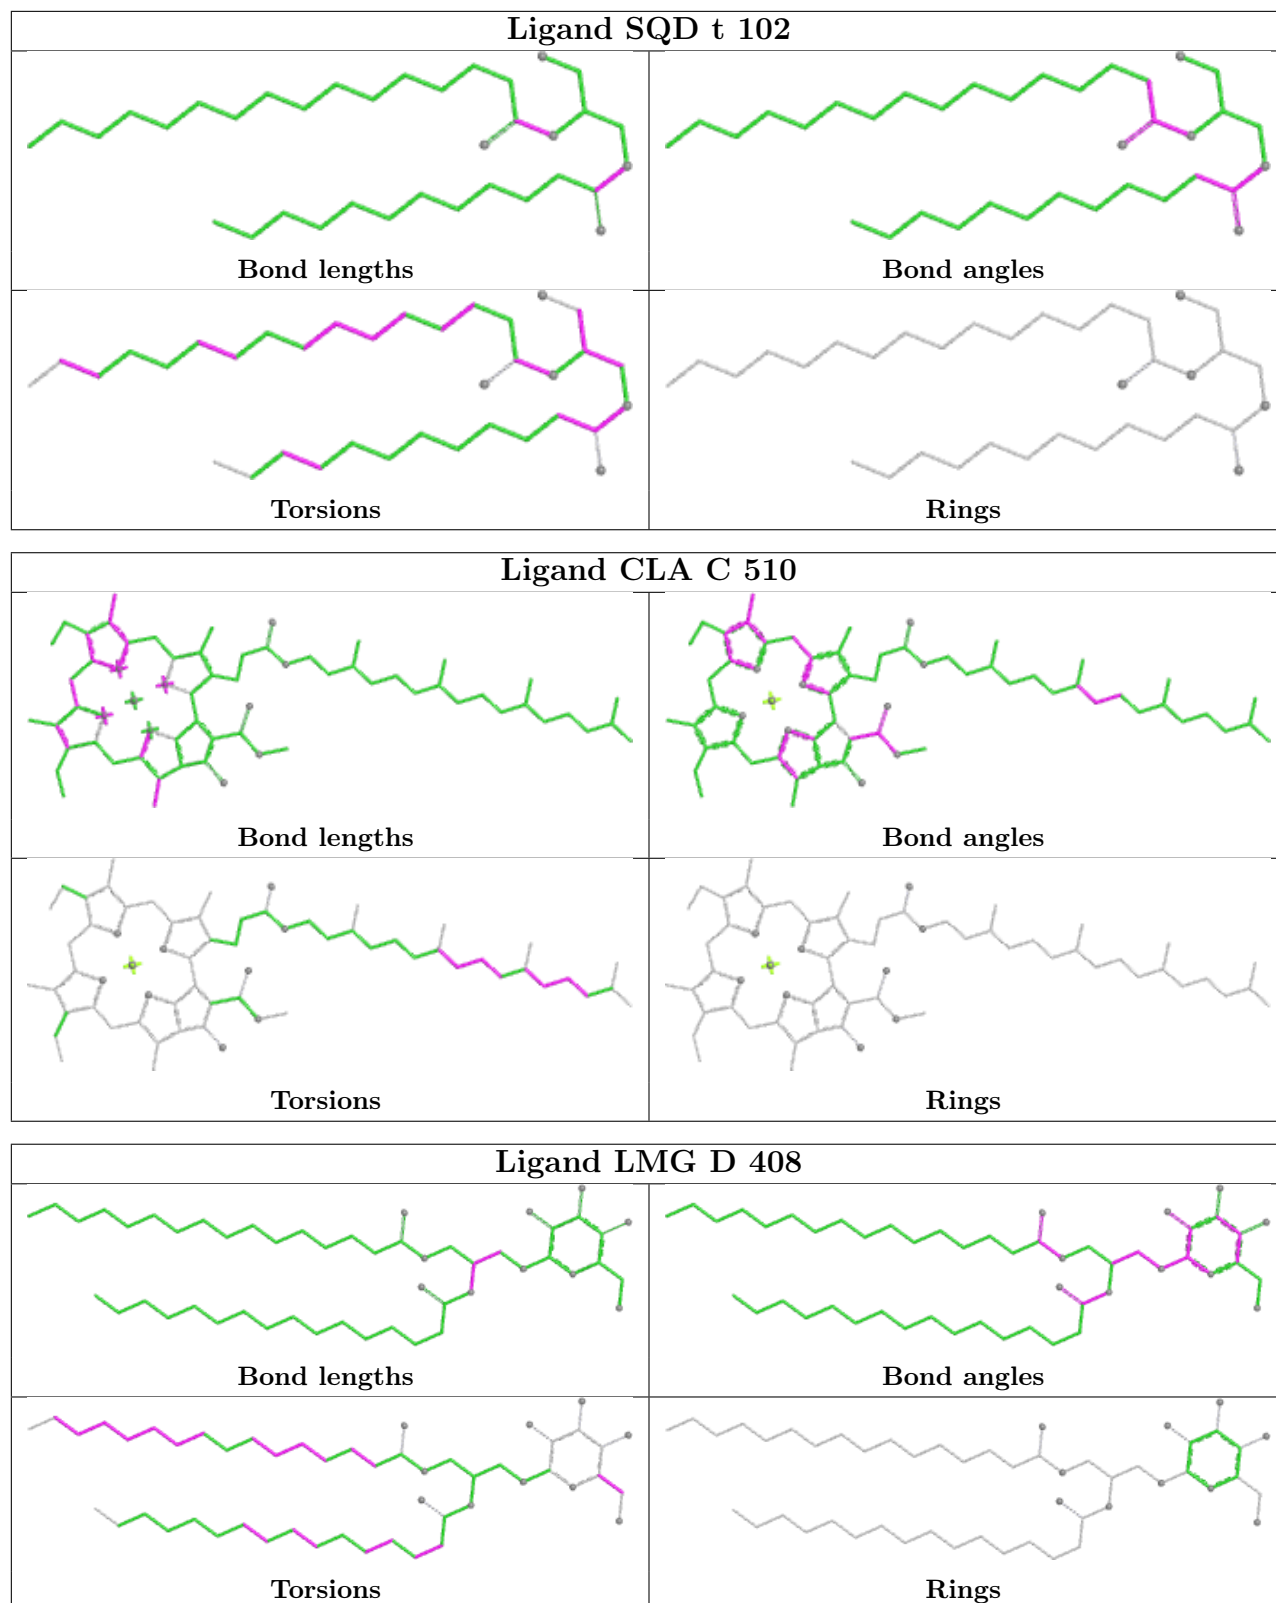 Ligand SQD t 102
Bond lengths
Bond angles
Torsions
Rings
Ligand CLA C 510
Bond lengths
Bond angles
Torsions
Rings
Ligand LMG D 408
Bond lengths
Bond angles
Torsions
Rings